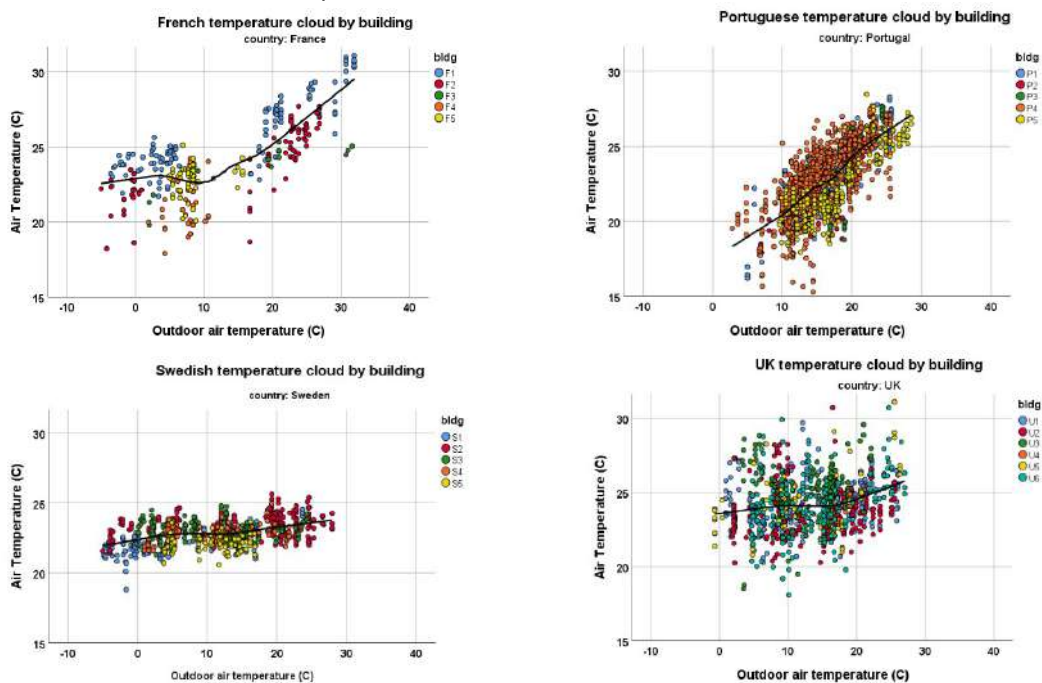 French temperature cloud by building
country: France
bldg
F1
F2
F3
F4
F5
30
25
20
15
Air Temperature (C)
-10 0 10 20 30 40
Outdoor air temperature (C)
Portuguese temperature cloud by building
country: Portugal
bldg
P1
P2
P3
P4
P5
30
25
20
15
Air Temperature (C)
-10 0 10 20 30 40
Outdoor air temperature (C)
Swedish temperature cloud by building
country: Sweden
bldg
S1
S2
S3
S4
S5
30
25
20
15
Air Temperature (C)
-10 0 10 20 30 40
Outdoor air temperature (C)
UK temperature cloud by building
country: UK
bldg
U1
U2
U3
U4
U5
U6
30
25
20
15
Air Temperature (C)
-10 0 10 20 30 40
Outdoor air temperature (C)